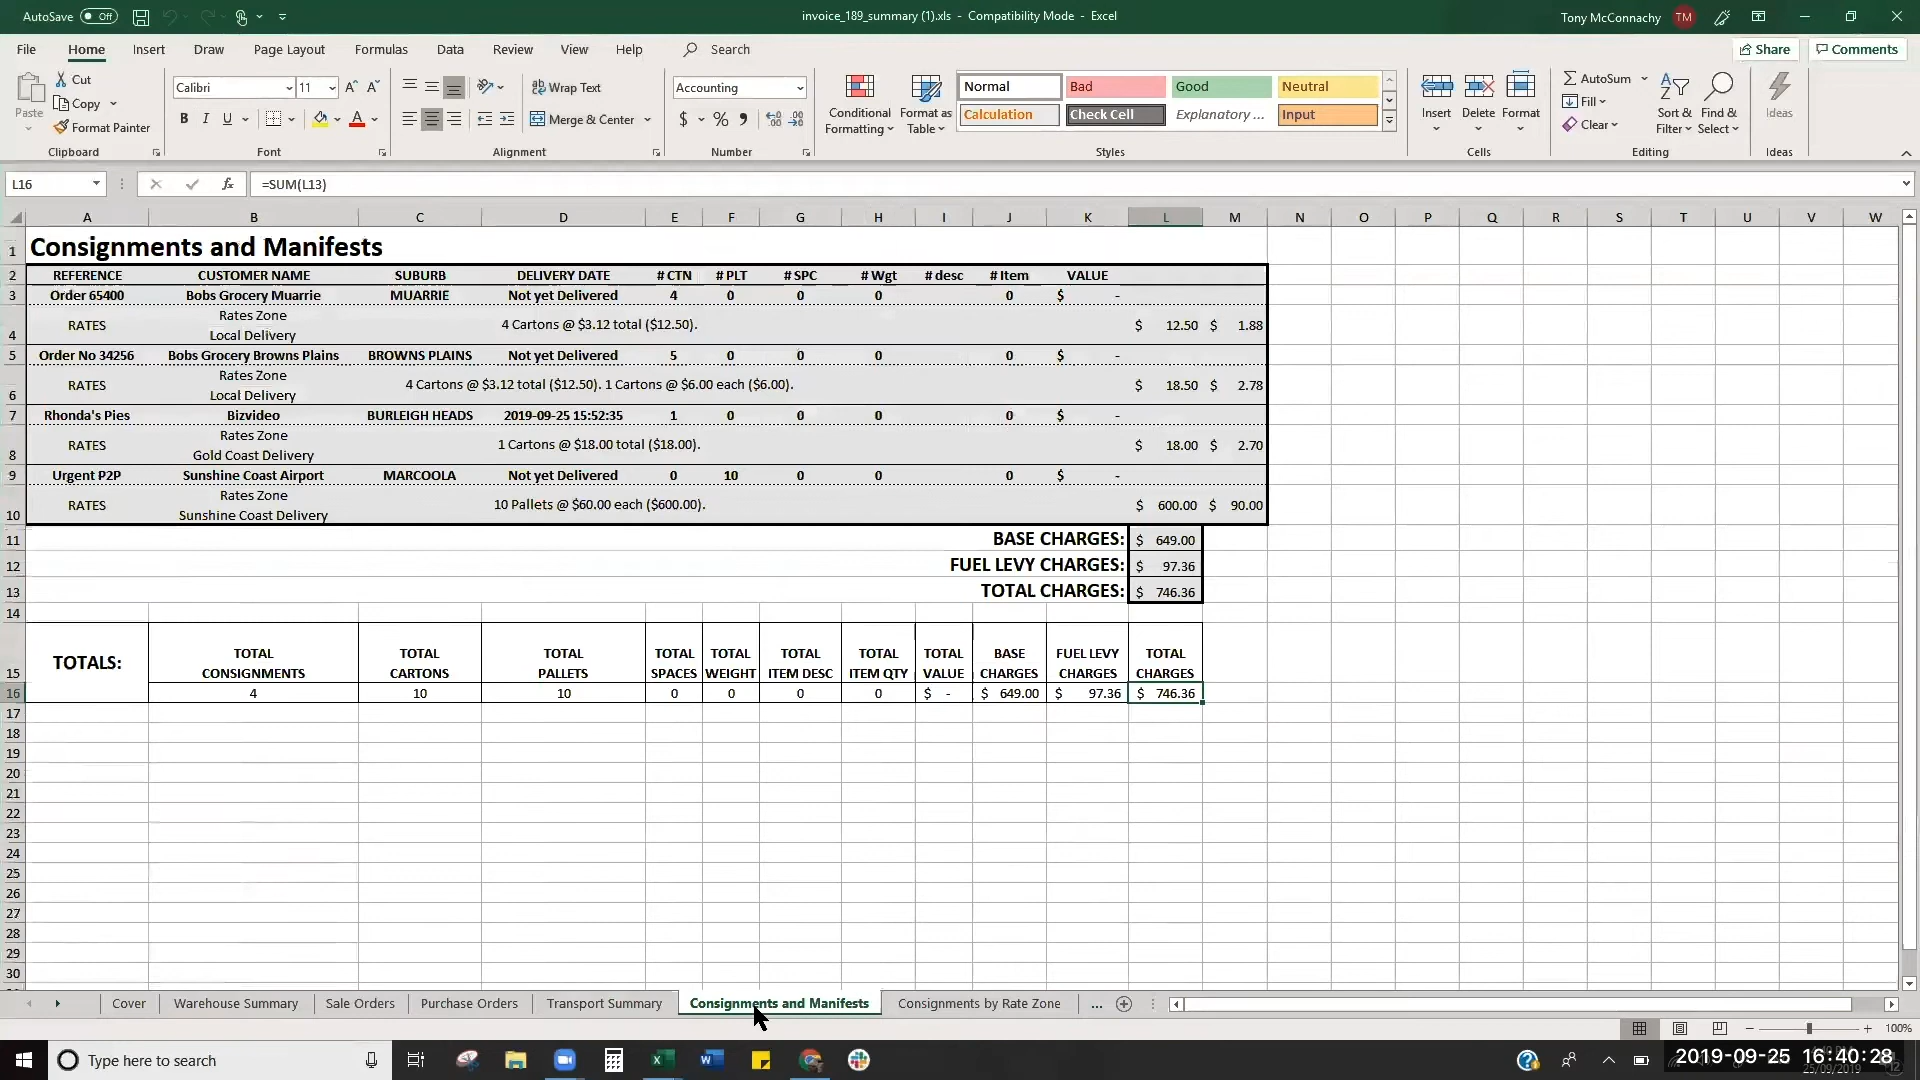 AutoSave Off invoice_189_summary (1).xls - Compatibility Mode - Excel Tony McConnachy TM
File Home Insert Draw Page Layout Formulas Data Review View Help Search Share Comments
Paste Cut Copy Format Painter
Calibri 11
Wrap Text
Merge & Center
Accounting
Conditional Formatting Format as Table
Normal Bad Good Neutral
Calculation Check Cell Explanatory ... Input
Insert Delete Format
AutoSum Fill Clear
Sort & Filter Find & Select
Ideas
Clipboard Font Alignment Number Styles Cells Editing Ideas
L16 fx =SUM(L13)
A B C D E F G H I J K L M N O P Q R S T U V W
1 Consignments and Manifests
2 REFERENCE CUSTOMER NAME SUBURB DELIVERY DATE # CTN # PLT # SPC # Wgt # desc # Item VALUE
3 Order 65400 Bobs Grocery Muarrie MUARRIE Not yet Delivered 4 0 0 0 0 $ -
4 RATES Rates Zone Local Delivery 4 Cartons @ $3.12 total ($12.50). $ 12.50 $ 1.88
5 Order No 34256 Bobs Grocery Browns Plains BROWNS PLAINS Not yet Delivered 5 0 0 0 0 $ -
6 RATES Rates Zone Local Delivery 4 Cartons @ $3.12 total ($12.50). 1 Cartons @ $6.00 each ($6.00). $ 18.50 $ 2.78
7 Rhonda's Pies Bizvideo BURLEIGH HEADS 2019-09-25 15:52:35 1 0 0 0 0 $ -
8 RATES Rates Zone Gold Coast Delivery 1 Cartons @ $18.00 total ($18.00). $ 18.00 $ 2.70
9 Urgent P2P Sunshine Coast Airport MARCOOLA Not yet Delivered 0 10 0 0 0 $ -
10 RATES Rates Zone Sunshine Coast Delivery 10 Pallets @ $60.00 each ($600.00). $ 600.00 $ 90.00
11 BASE CHARGES: $ 649.00
12 FUEL LEVY CHARGES: $ 97.36
13 TOTAL CHARGES: $ 746.36
14
15 TOTALS: TOTAL CONSIGNMENTS TOTAL CARTONS TOTAL PALLETS TOTAL SPACES TOTAL WEIGHT TOTAL ITEM DESC TOTAL ITEM QTY TOTAL VALUE BASE CHARGES FUEL LEVY CHARGES TOTAL CHARGES
16 4 10 10 0 0 0 0 $ - $ 649.00 $ 97.36 $ 746.36
17
18
19
20
21
22
23
24
25
26
27
28
29
30
Cover Warehouse Summary Sale Orders Purchase Orders Transport Summary Consignments and Manifests Consignments by Rate Zone ...
100%
Type here to search
2019-09-25 16:40:28
25/09/2019